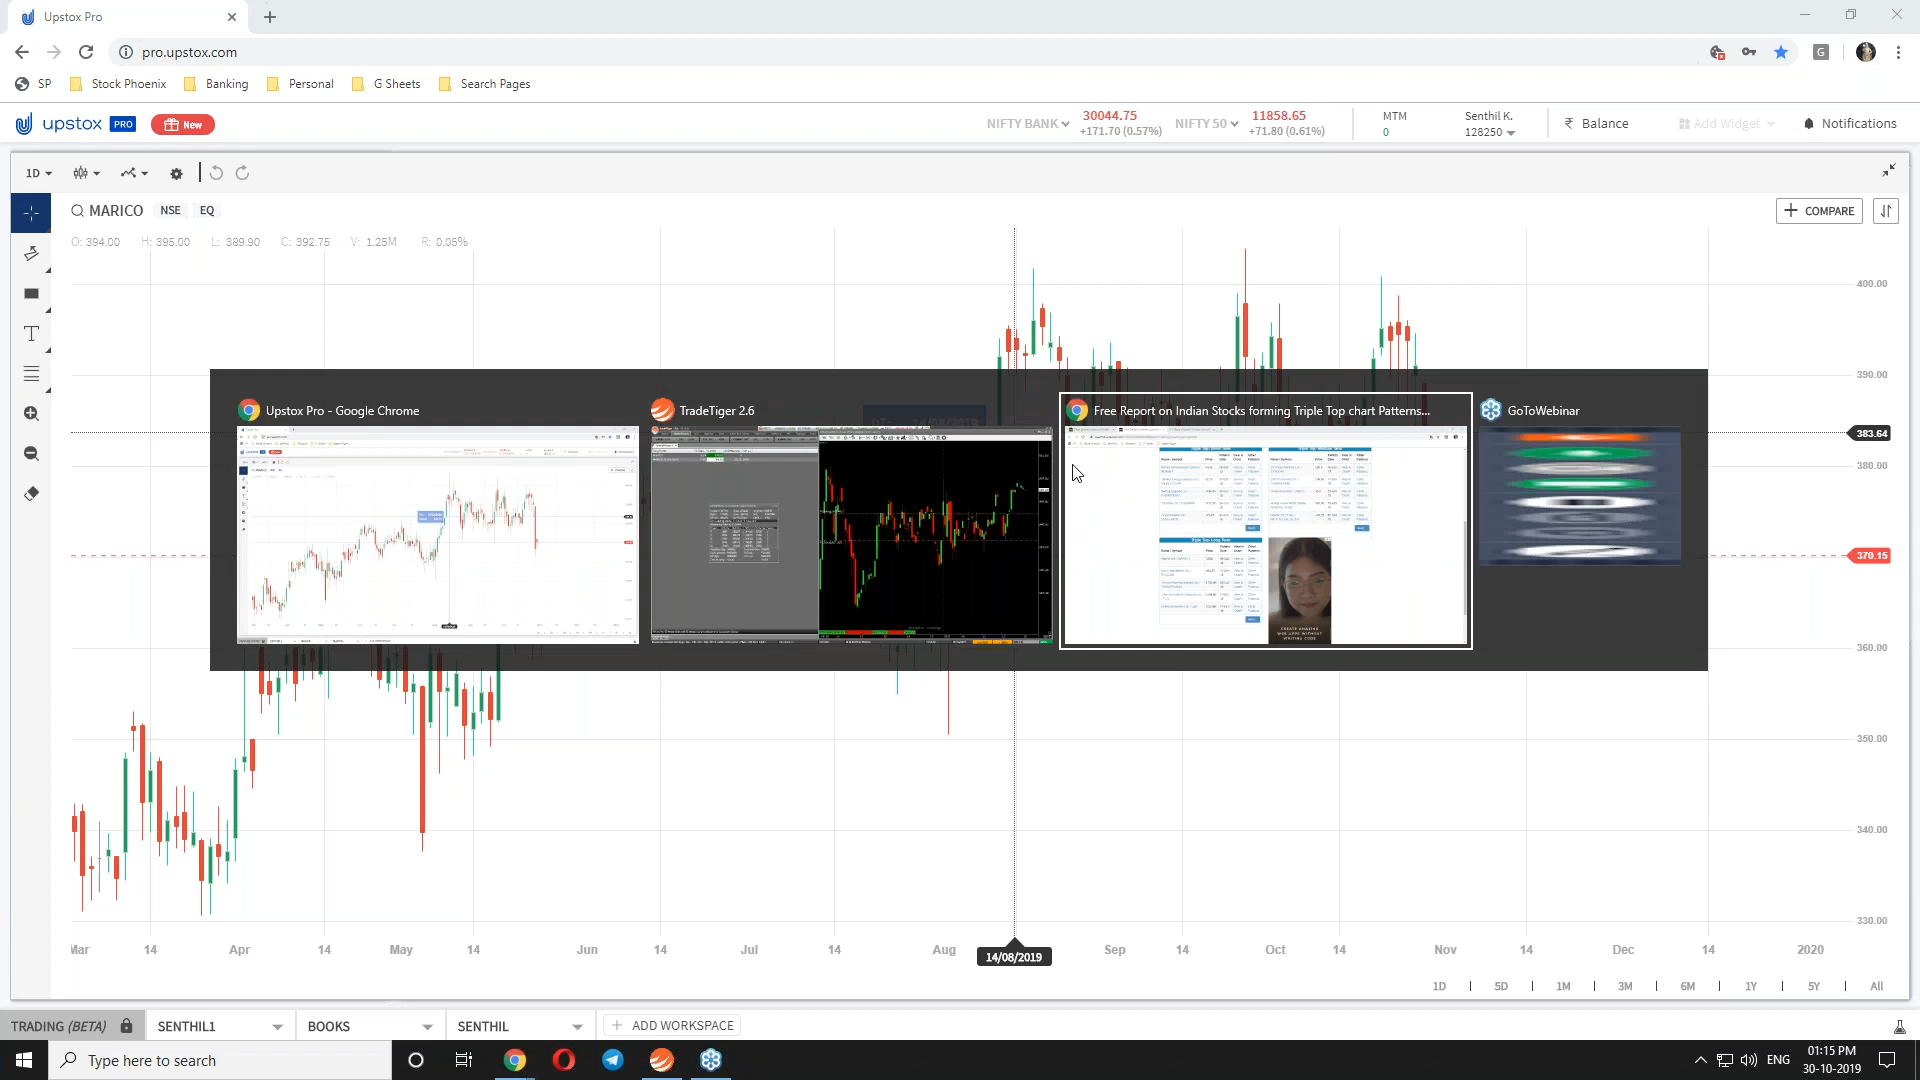 Upstox Pro
pro.upstox.com
SP
Stock Phoenix
Banking
Personal
G Sheets
Search Pages
upstox PRO
New
NIFTY BANK
30044.75
+171.70 (0.57%)
NIFTY 50
11858.65
+71.80 (0.61%)
MTM
0
Senthil K.
128250
₹ Balance
Add Widget
Notifications
1D
MARICO NSE EQ
COMPARE
O: 394.00 H: 395.00 L: 389.90 C: 392.75 V: 1.25M R: 0.05%
400.00
390.00
383.64
380.00
370.15
360.00
350.00
340.00
330.00
Upstox Pro - Google Chrome
TradeTiger 2.6
Free Report on Indian Stocks forming Triple Top chart Patterns...
GoToWebinar
CREATE AMAZING
WEB APPS WITHOUT
WRITING CODE
Mar 14 Apr 14 May 14 Jun 14 Jul 14 Aug 14/08/2019 Sep 14 Oct 14 Nov 14 Dec 14 2020
1D 5D 1M 3M 6M 1Y 5Y All
TRADING (BETA) SENTHIL1 BOOKS SENTHIL ADD WORKSPACE
Type here to search
ENG
01:15 PM
30-10-2019